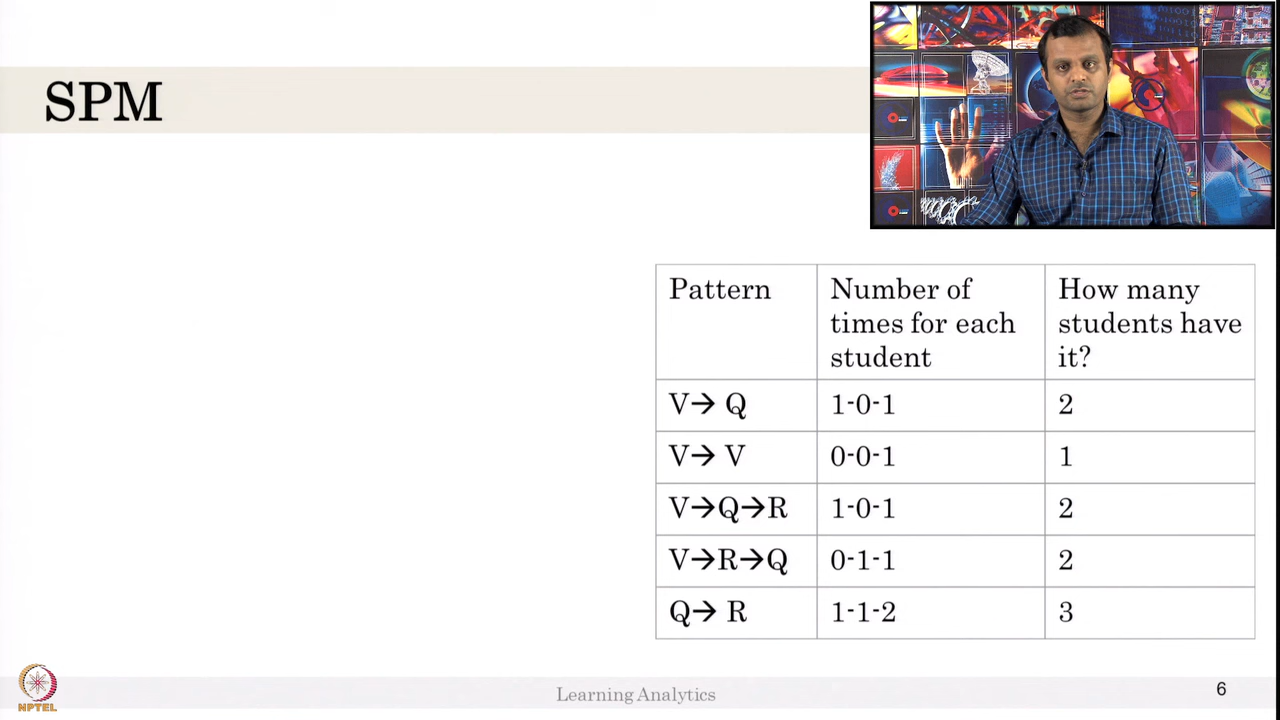 SPM
Pattern
Number of
times for each
student
How many
students have
it?
V→ Q
1-0-1
2
V→ V
0-0-1
1
V→Q→R
1-0-1
2
V→R→Q
0-1-1
2
Q→ R
1-1-2
3
NPTEL
Learning Analytics
6